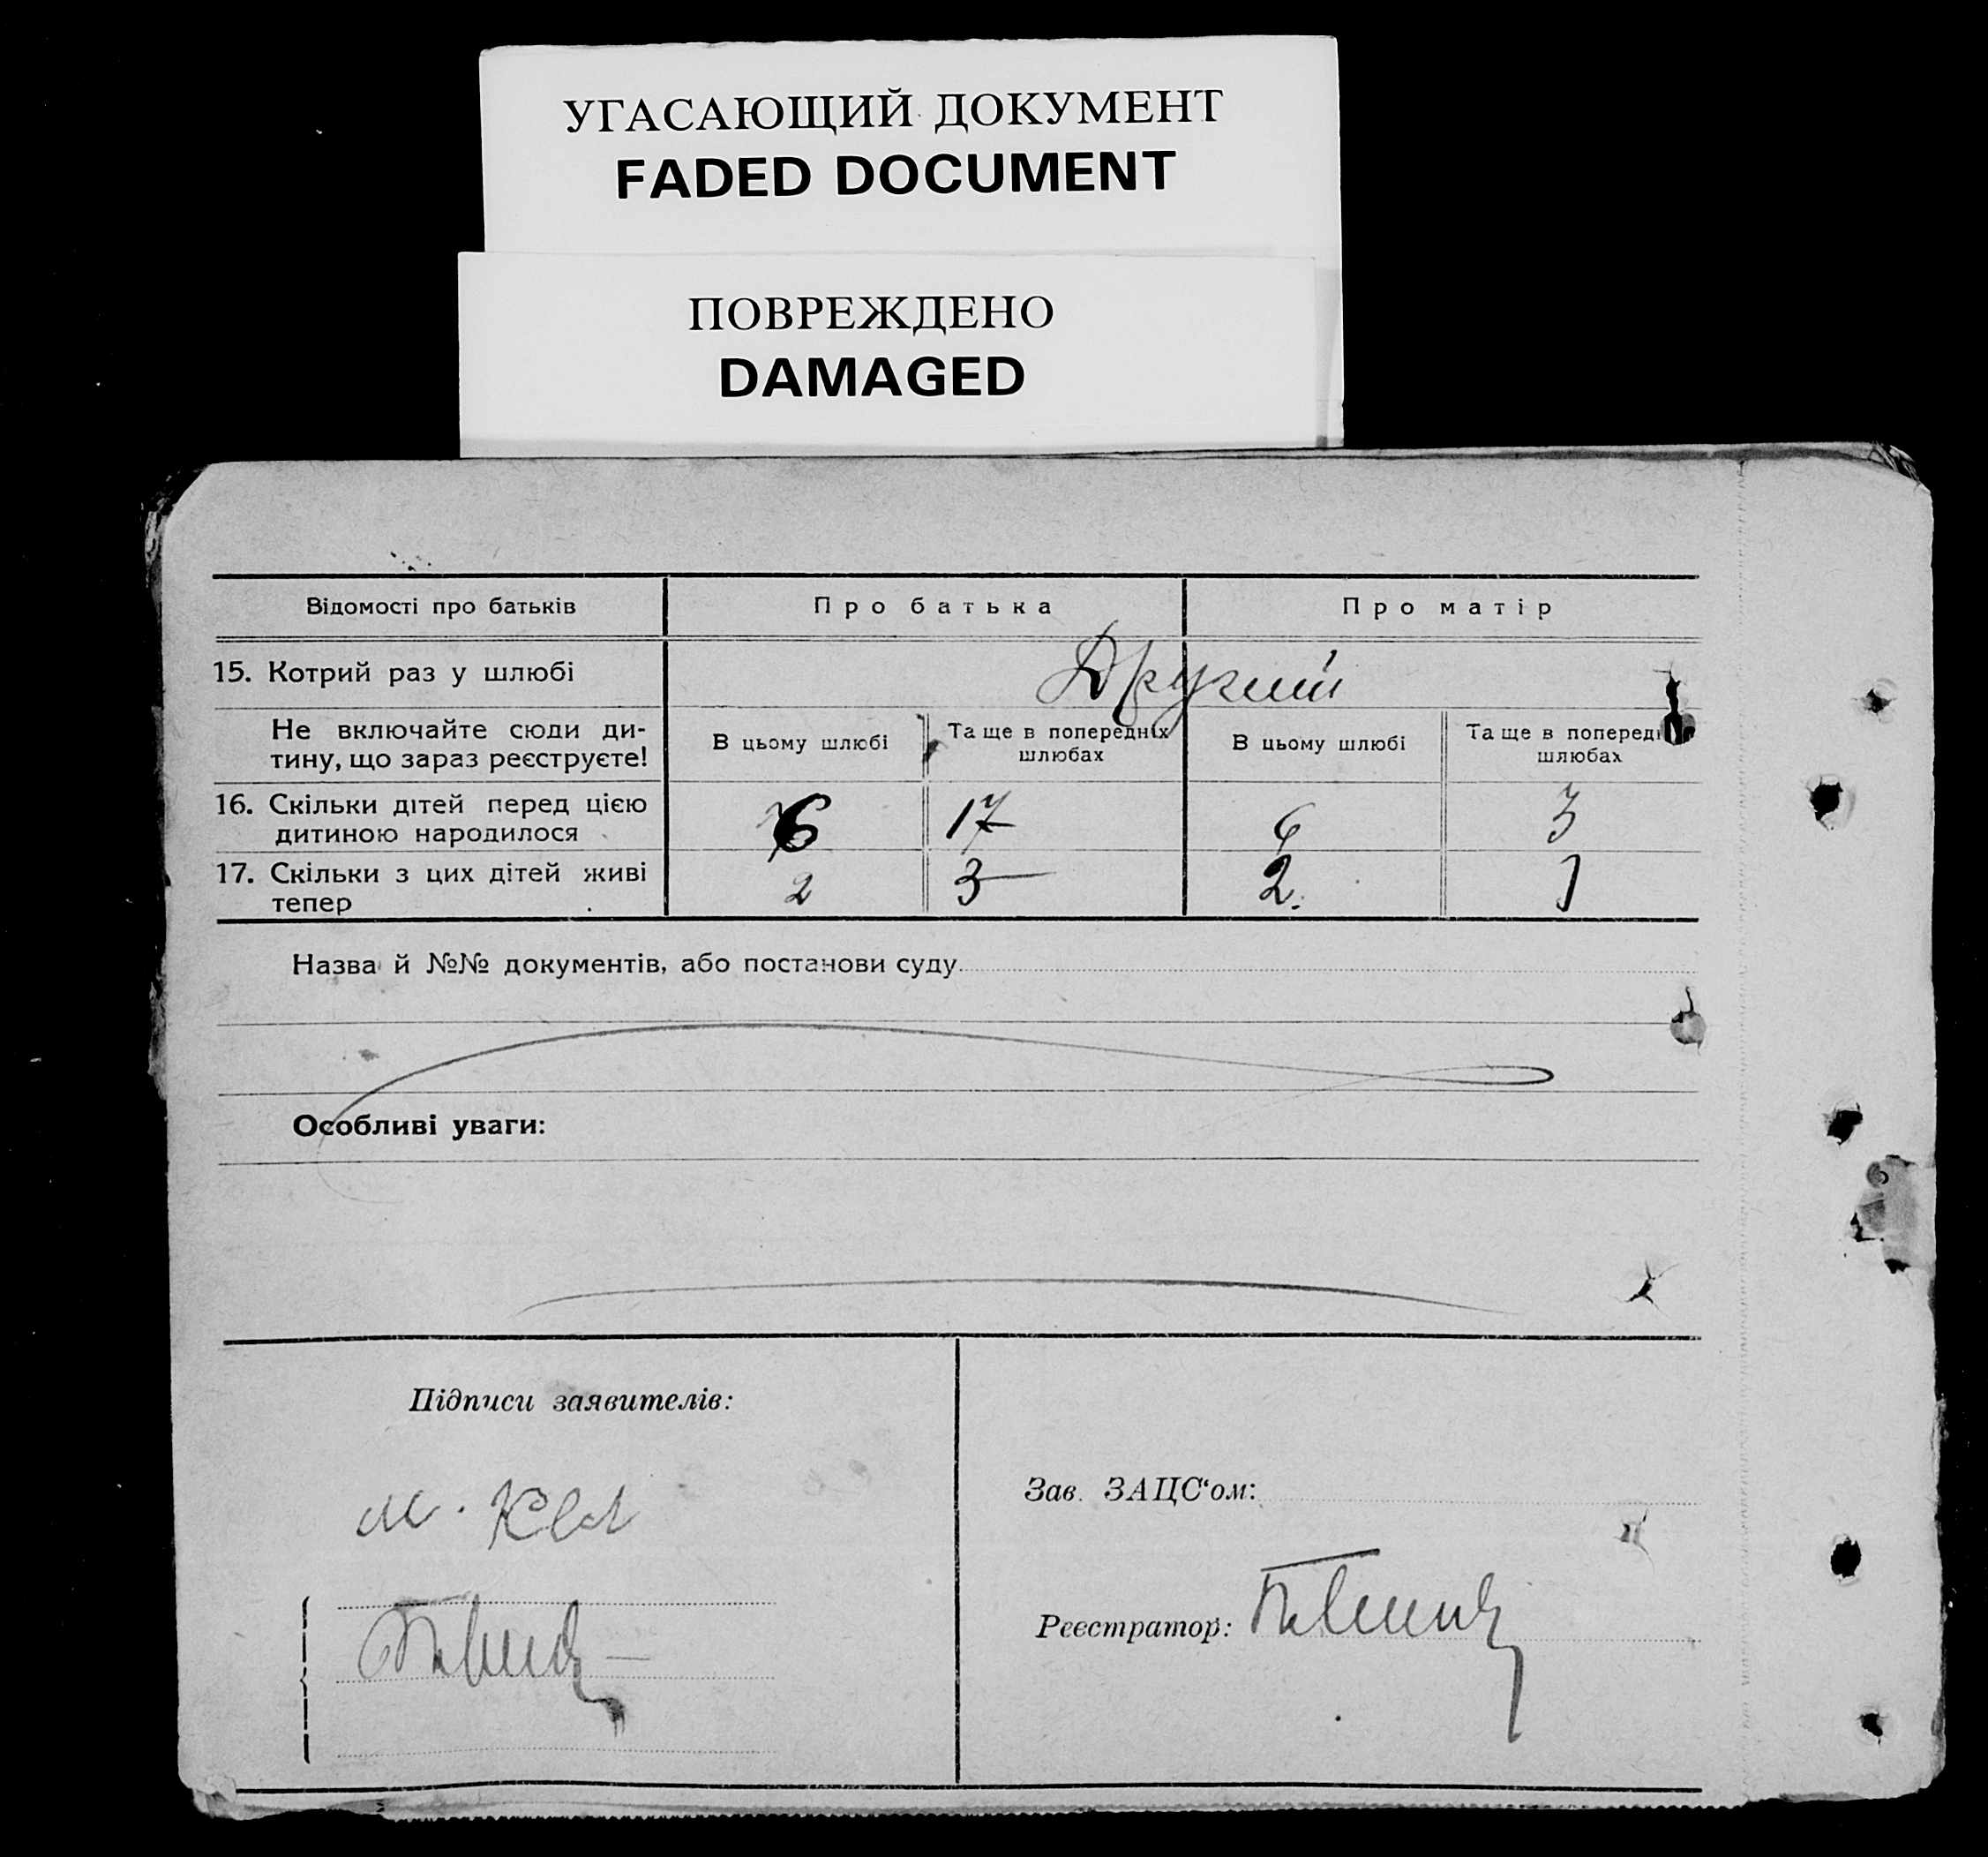 УГАСАЮЩИЙ ДОКУМЕНТ
FADED DOCUMENT
ПОВРЕЖДЕНО
DAMAGED
Відомості про батьків Про батька Про матір
15. Котрий раз у шлюбі Другий
Не включайте сюди ди-
тину, що зараз реєструєте!
В цьому шлюбі
Та ще в попередніх
шлюбах
В цьому шлюбі
Та ще в поперед
шлюбах
16. Скільки дітей перед цією
дитиною народилося
6 17 6 3
17. Скільки з цих дітей живі
тепер
2 3 2. 1
Назва й №№ документів, або постанови суду
Особливі уваги:
Підписи заявителів:
Зав. ЗАЦС‘ом:
Реєстратор: